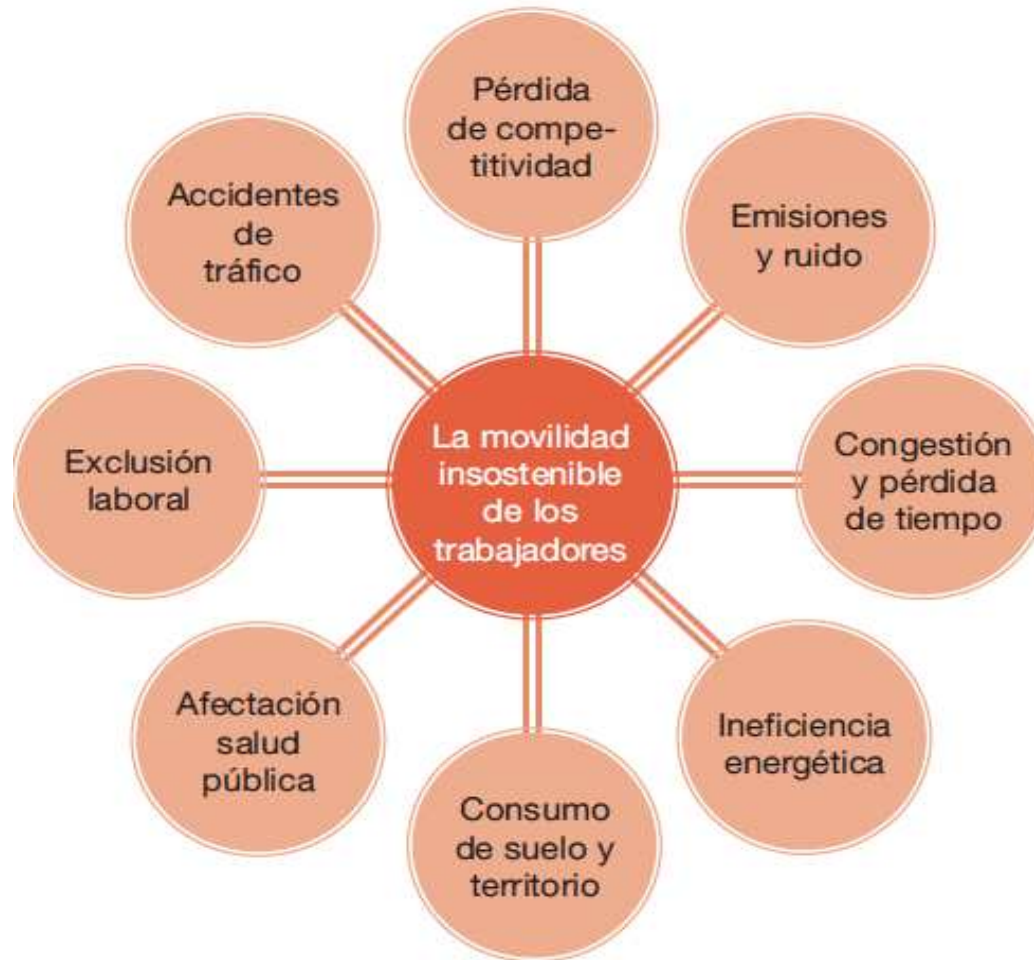 Pérdida
de compe-
titividad
Emisiones
y ruido
Congestión
y pérdida
de tiempo
Ineficiencia
energética
Consumo
de suelo y
territorio
Afectación
salud
pública
Exclusión
laboral
Accidentes
de
tráfico
La movilidad
insostenible
de los
trabajadores